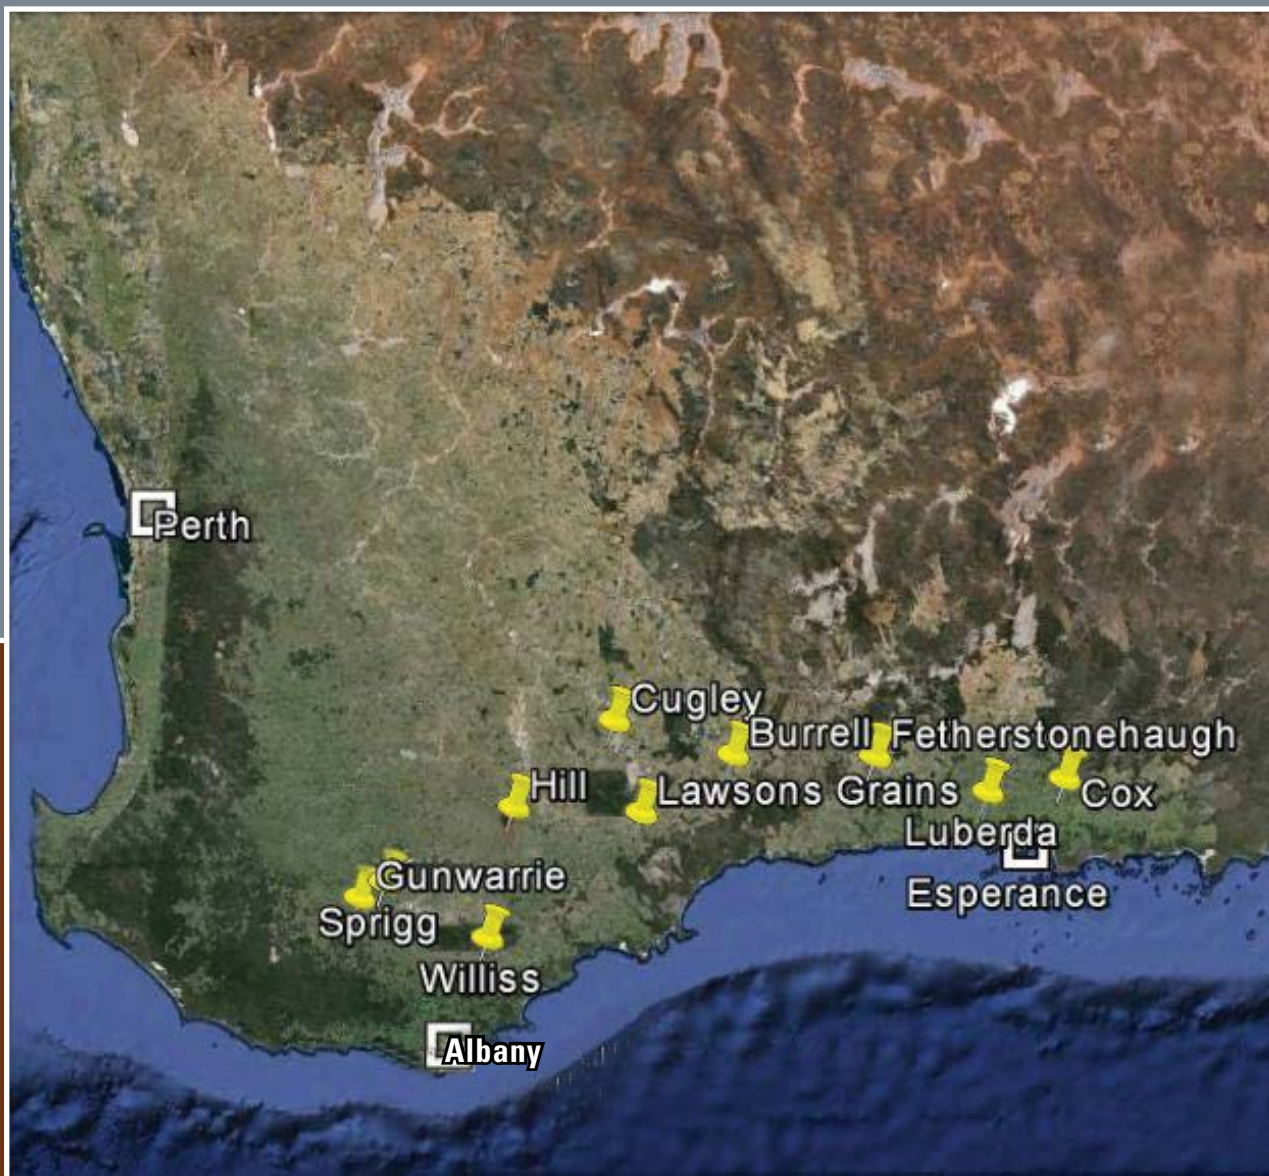 Perth
Cugley
Burrell
Fetherstonehaugh
Hill
Lawsons Grains
Cox
Luberda
Gunwarrie
Esperance
Sprigg
Williss
Albany